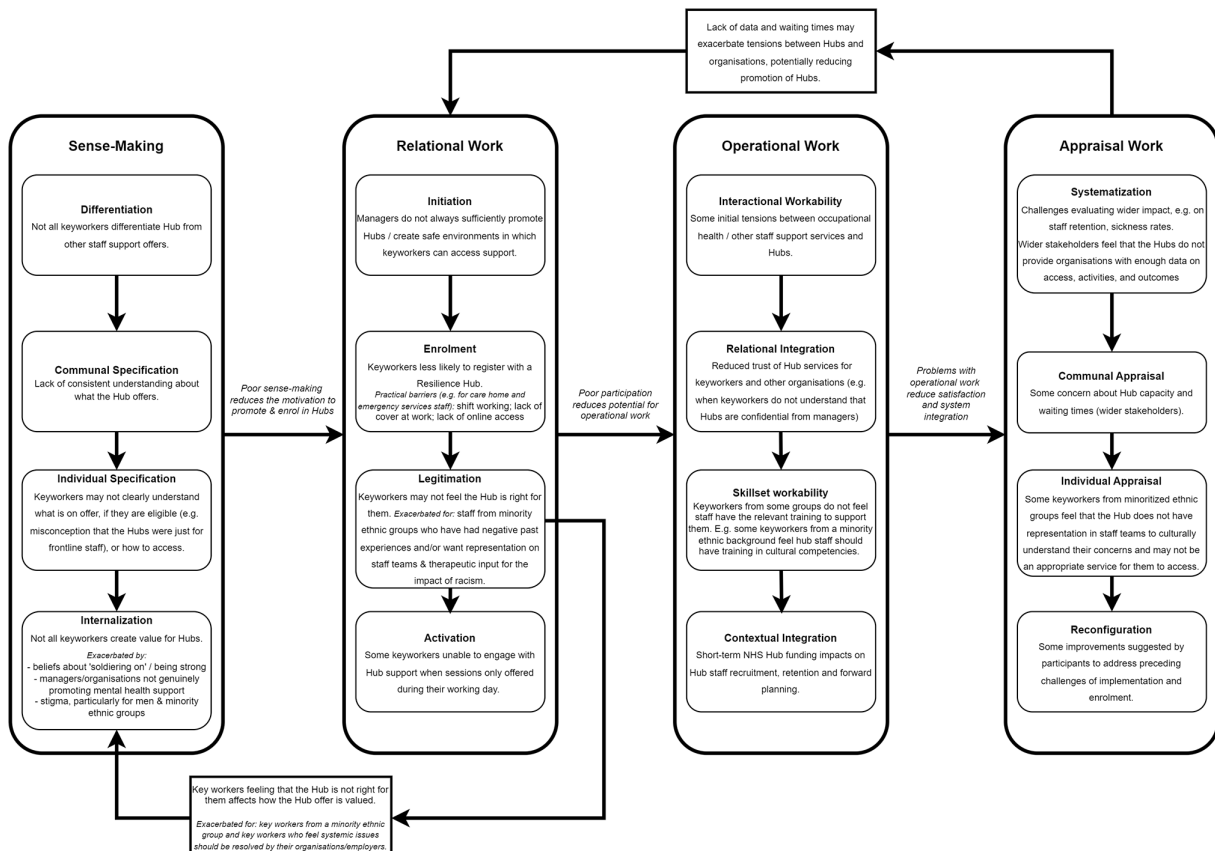 Lack of data and waiting times may
exacerbate tensions between Hubs and
organisations, potentially reducing
promotion of Hubs.
Sense-Making
Differentiation
Not all keyworkers differentiate Hub from
other staff support offers.
Communal Specification
Lack of consistent understanding about
what the Hub offers.
Individual Specification
Keyworkers may not clearly understand
what is on offer, if they are eligible (e.g.
misconception that the Hubs were just for
frontline staff), or how to access.
Internalization
Not all keyworkers create value for Hubs.
Exacerbated by:
- beliefs about 'soldiering on' / being strong
- managers/organisations not genuinely
promoting mental health support
- stigma, particularly for men & minority
ethnic groups
Poor sense-making
reduces the motivation to
promote & enrol in Hubs
Relational Work
Initiation
Managers do not always sufficiently promote
Hubs / create safe environments in which
keyworkers can access support.
Enrolment
Keyworkers less likely to register with a
Resilience Hub.
Practical barriers (e.g. for care home and
emergency services staff): shift working; lack of
cover at work; lack of online access
Legitimation
Keyworkers may not feel the Hub is right for
them. Exacerbated for: staff from minority
ethnic groups who have had negative past
experiences and/or want representation on
staff teams & therapeutic input for the
impact of racism.
Activation
Some keyworkers unable to engage with
Hub support when sessions only offered
during their working day.
Poor participation
reduces potential for
operational work
Operational Work
Interactional Workability
Some initial tensions between occupational
health / other staff support services and
Hubs.
Relational Integration
Reduced trust of Hub services for
keyworkers and other organisations (e.g.
when keyworkers do not understand that
Hubs are confidential from managers)
Skillset workability
Keyworkers from some groups do not feel
staff have the relevant training to support
them. E.g. some keyworkers from a minority
ethnic background feel hub staff should
have training in cultural competencies.
Contextual Integration
Short-term NHS Hub funding impacts on
Hub staff recruitment, retention and forward
planning.
Problems with
operational work
reduce satisfaction
and system
integration
Appraisal Work
Systematization
Challenges evaluating wider impact, e.g. on
staff retention, sickness rates.
Wider stakeholders feel that the Hubs do not
provide organisations with enough data on
access, activities, and outcomes
Communal Appraisal
Some concern about Hub capacity and
waiting times (wider stakeholders).
Individual Appraisal
Some keyworkers from minoritized ethnic
groups feel that the Hub does not have
representation in staff teams to culturally
understand their concerns and may not be
an appropriate service for them to access.
Reconfiguration
Some improvements suggested by
participants to address preceding
challenges of implementation and
enrolment.
Key workers feeling that the Hub is not right for
them affects how the Hub offer is valued.
Exacerbated for: key workers from a minority ethnic
group and key workers who feel systemic issues
should be resolved by their organisations/employers.